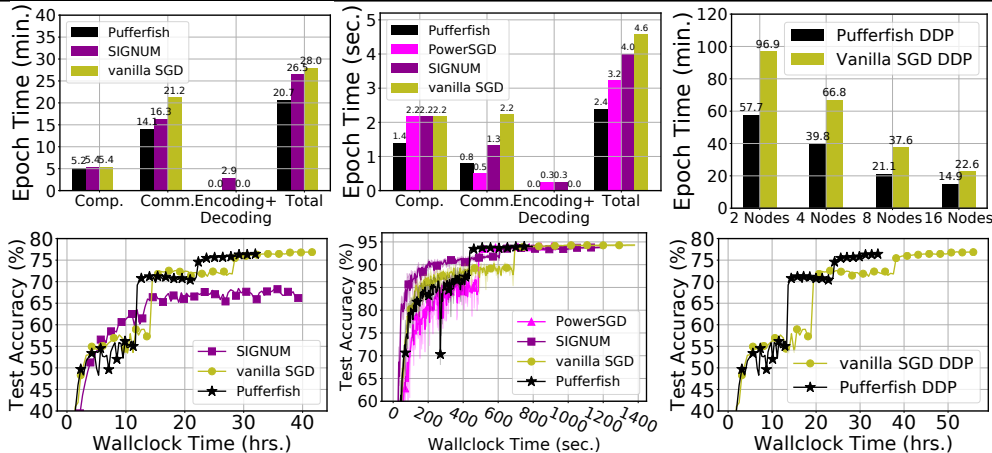 Epoch Time (min.)
40
35
30
25
20
15
10
5
0
Pufferfish
SIGNUM
vanilla SGD
5.2 5.4 5.4
14.1 16.3 21.2
0.0 2.9 0.0
20.7 26.5 28.0
Comp. Comm. Encoding+ Total
Decoding
Epoch Time (sec.)
5
4
3
2
1
0
Pufferfish
PowerSGD
SIGNUM
vanilla SGD
1.4 2.2 2.2 2.2
0.8 0.5 1.3 2.2
0.0 0.3 0.3 0.0
2.4 3.2 4.0 4.6
Comp. Comm. Encoding+ Total
Decoding
Epoch Time (min.)
120
100
80
60
40
20
0
Pufferfish DDP
Vanilla SGD DDP
57.7 96.9
39.8 66.8
21.1 37.6
14.9 22.6
2 Nodes 4 Nodes 8 Nodes 16 Nodes
Test Accuracy (%)
80
75
70
65
60
55
50
45
40
SIGNUM
vanilla SGD
Pufferfish
0 10 20 30 40
Wallclock Time (hrs.)
Test Accuracy (%)
95
90
85
80
75
70
65
60
PowerSGD
SIGNUM
vanilla SGD
Pufferfish
0 200 400 600 800 1000 1200 1400
Wallclock Time (sec.)
Test Accuracy (%)
80
75
70
65
60
55
50
45
40
vanilla SGD DDP
Pufferfish DDP
0 10 20 30 40 50
Wallclock Time (hrs.)